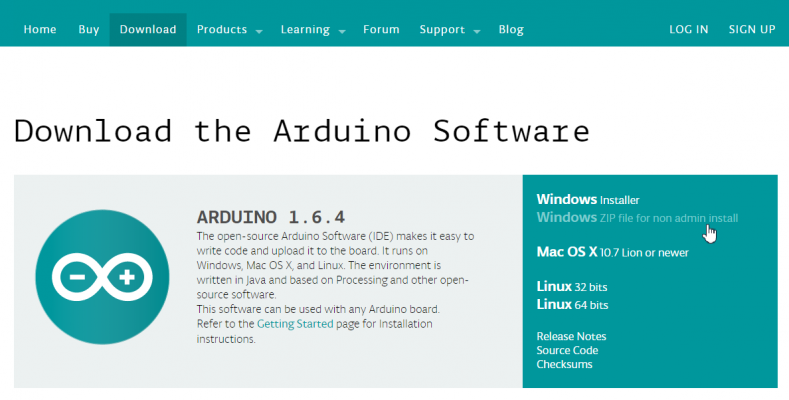 Home Buy Download Products Learning Forum Support Blog LOG IN SIGN UP
Download the Arduino Software
ARDUINO 1.6.4
The open-source Arduino Software (IDE) makes it easy to
write code and upload it to the board. It runs on
Windows, Mac OS X, and Linux. The environment is
written in Java and based on Processing and other open-
source software.
This software can be used with any Arduino board.
Refer to the Getting Started page for Installation
instructions.
Windows Installer
Windows ZIP file for non admin install
Mac OS X 10.7 Lion or newer
Linux 32 bits
Linux 64 bits
Release Notes
Source Code
Checksums